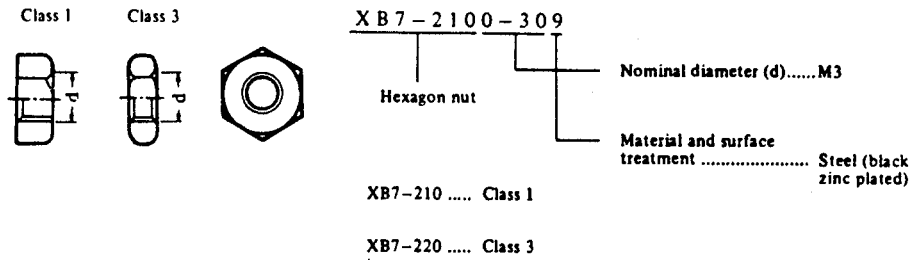 Class 1 Class 3
XB7-2100-309
d d
Nominal diameter (d)......M3
Hexagon nut
Material and surface
treatment ..................... Steel (black
zinc plated)
XB7-210 ..... Class 1
XB7-220 ..... Class 3